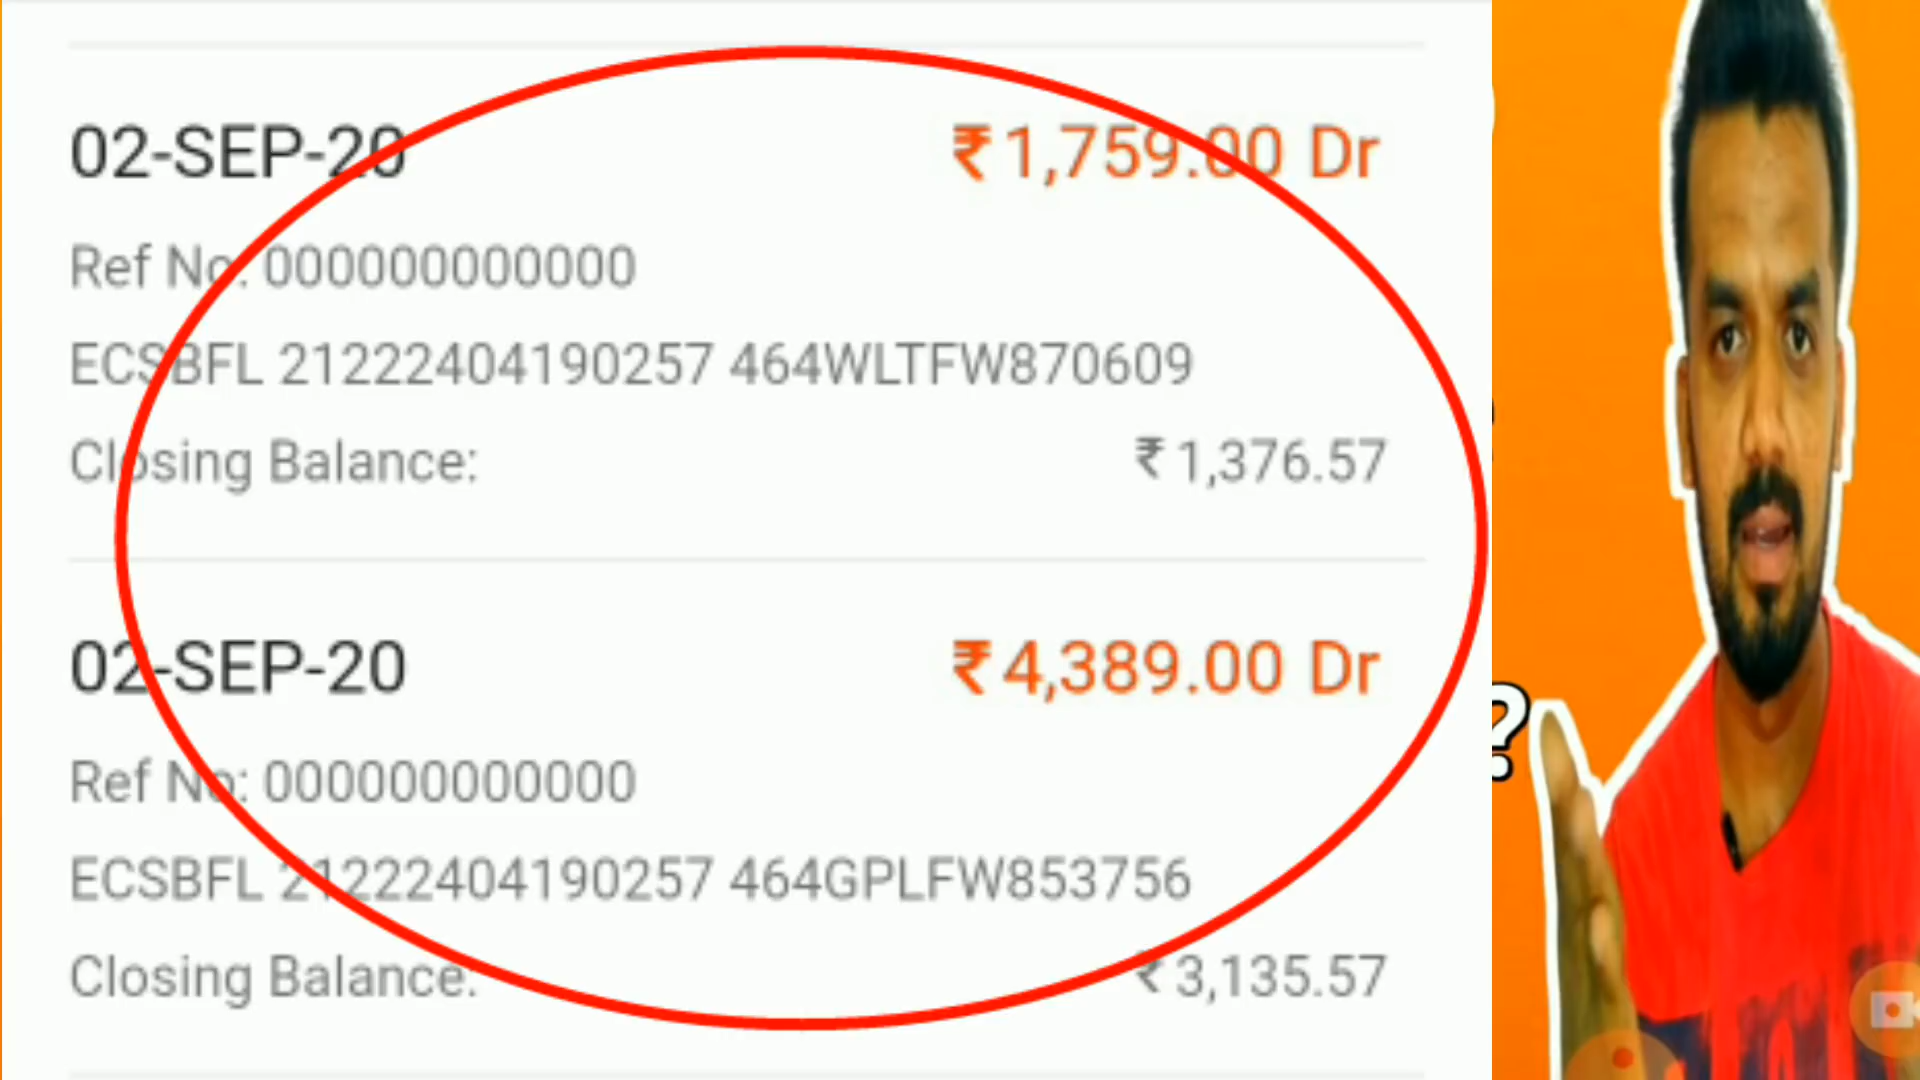 02-SEP-20 ₹1,759.00 Dr
Ref No: 000000000000
ECSBFL 21222404190257 464WLTFW870609
Closing Balance: ₹1,376.57
02-SEP-20 ₹4,389.00 Dr
Ref No: 000000000000
ECSBFL 21222404190257 464GPLFW853756
Closing Balance: ₹3,135.57
?